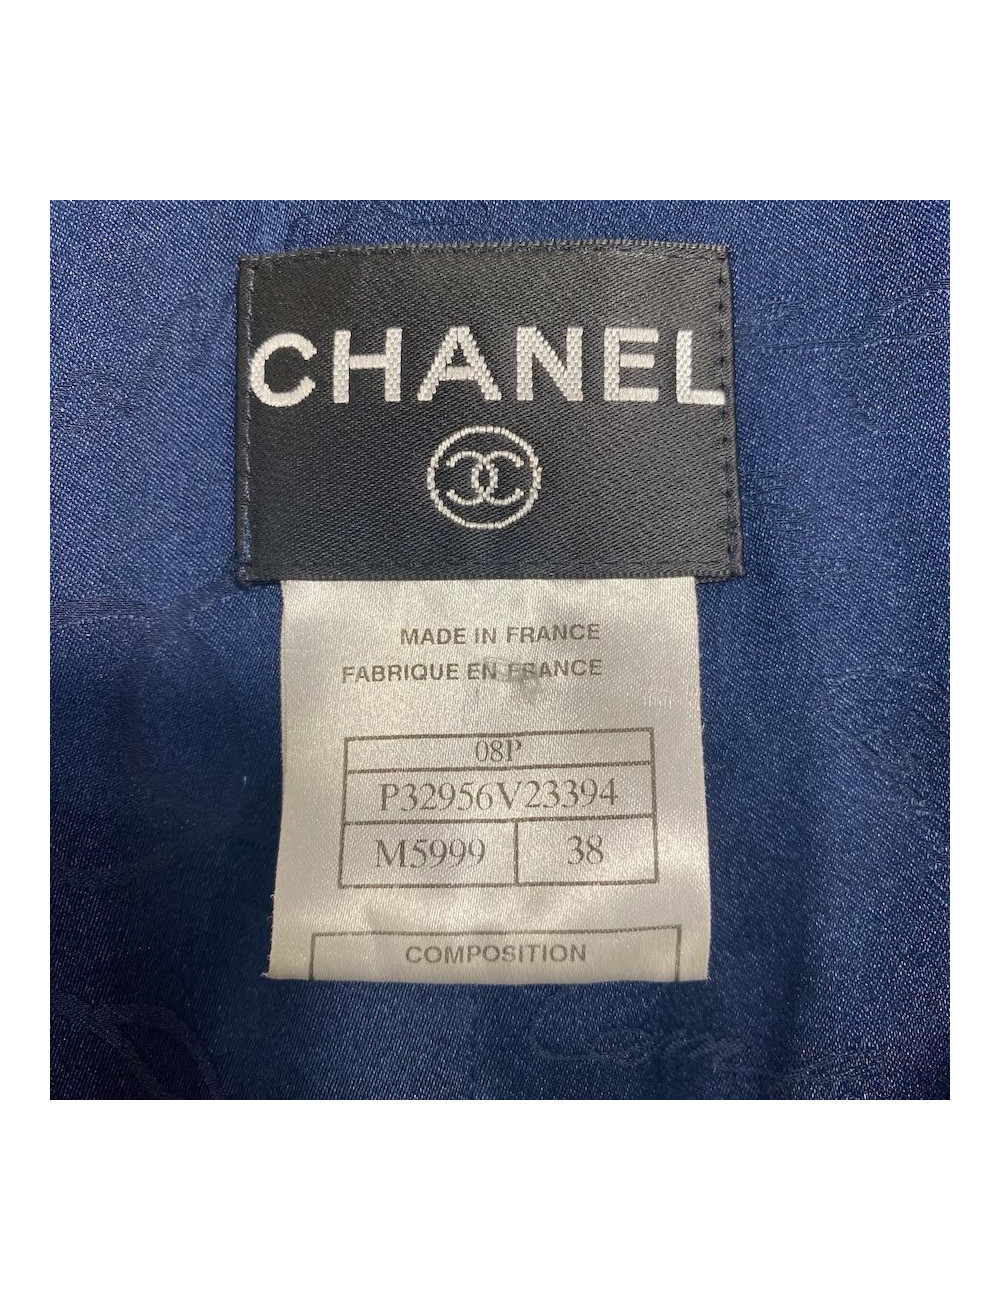 CHANEL
MADE IN FRANCE
FABRIQUE EN FRANCE
08P
P32956V23394
M5999 38
COMPOSITION